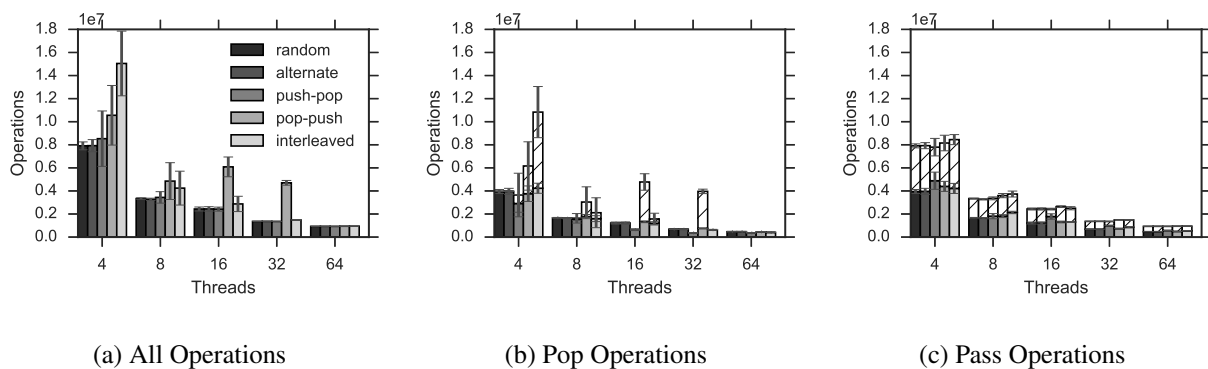 1e7
1.8
1.6
1.4
1.2
1.0
0.8
0.6
0.4
0.2
0.0
Operations
random
alternate
push-pop
pop-push
interleaved
4 8 16 32 64
Threads
(a) All Operations
1e7
1.8
1.6
1.4
1.2
1.0
0.8
0.6
0.4
0.2
0.0
Operations
4 8 16 32 64
Threads
(b) Pop Operations
1e7
1.8
1.6
1.4
1.2
1.0
0.8
0.6
0.4
0.2
0.0
Operations
4 8 16 32 64
Threads
(c) Pass Operations